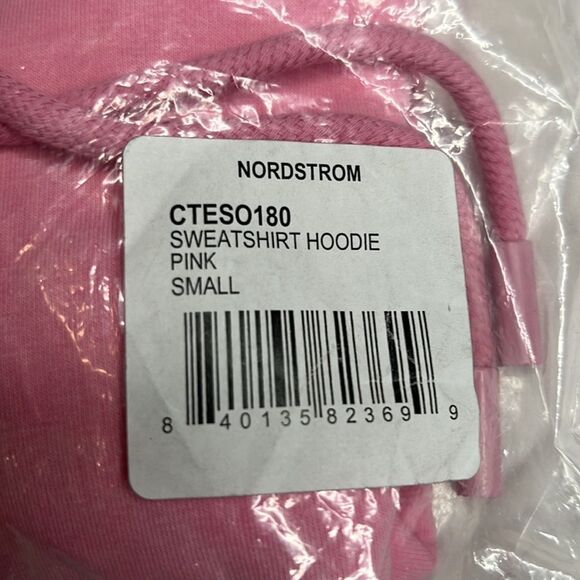 NORDSTROM
CTESO180
SWEATSHIRT HOODIE
PINK
SMALL
8 40135 82369 9